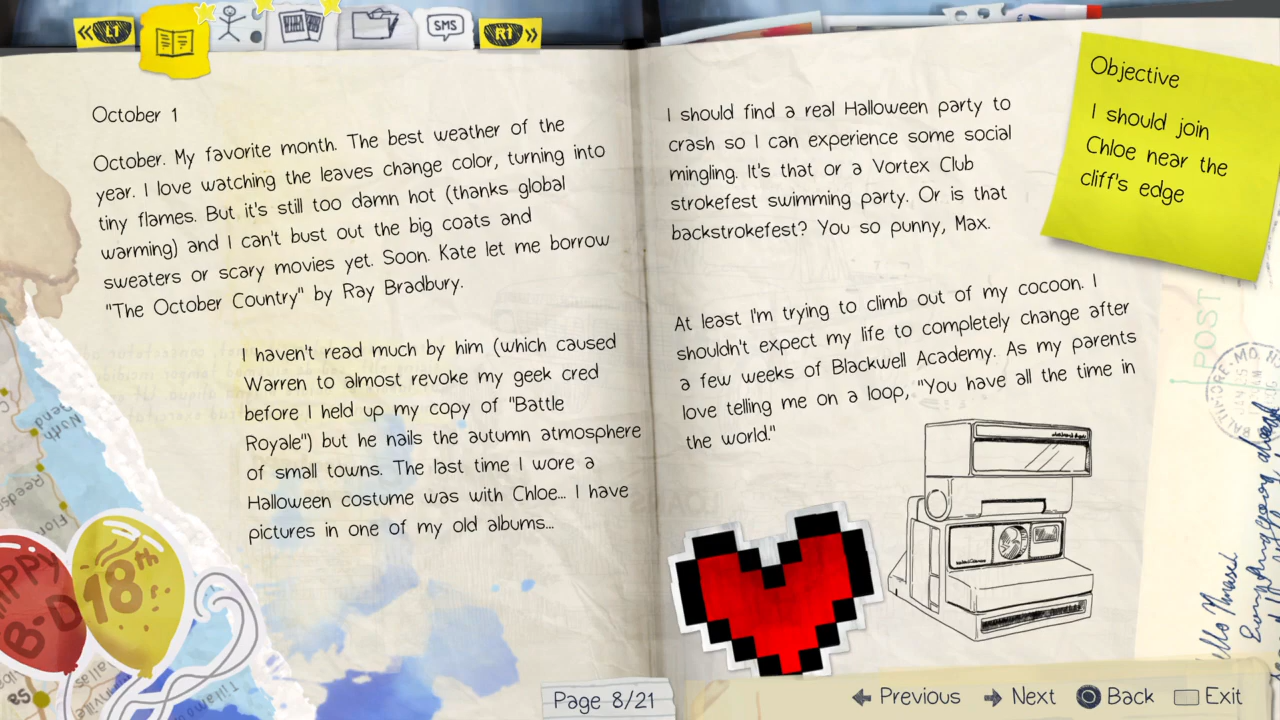 L1
SMS
R1
October 1
October. My favorite month. The best weather of the
year. I love watching the leaves change color, turning into
tiny flames. But it's still too damn hot (thanks global
warming) and I can't bust out the big coats and
sweaters or scary movies yet. Soon. Kate let me borrow
"The October Country" by Ray Bradbury.
I haven't read much by him (which caused
Warren to almost revoke my geek cred
before I held up my copy of "Battle
Royale") but he nails the autumn atmosphere
of small towns. The last time I wore a
Halloween costume was with Chloe... I have
pictures in one of my old albums...
I should find a real Halloween party to
crash so I can experience some social
mingling. It's that or a Vortex Club
strokefest swimming party. Or is that
backstrokefest? You so punny, Max.
At least I'm trying to climb out of my cocoon. I
shouldn't expect my life to completely change after
a few weeks of Blackwell Academy. As my parents
love telling me on a loop, "You have all the time in
the world."
Objective
I should join
Chloe near the
cliff's edge
POST
HAPPY
B-D
18th
North
Bend
Page 8/21
Previous
Next
Back
Exit